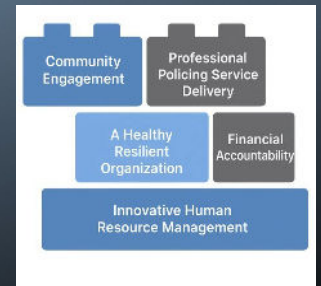 Community
Engagement
Professional
Policing Service
Delivery
A Healthy
Resilient
Organization
Financial
Accountability
Innovative Human
Resource Management